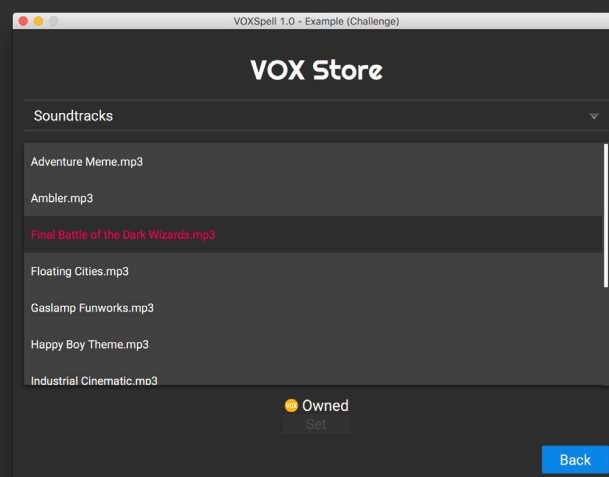 VOXSpell 1.0 - Example (Challenge)
VOX Store
Soundtracks
Adventure Meme.mp3
Ambler.mp3
Final Battle of the Dark Wizards.mp3
Floating Cities.mp3
Gaslamp Funworks.mp3
Happy Boy Theme.mp3
Industrial Cinematic.mp3
VOX Owned
Set
Back